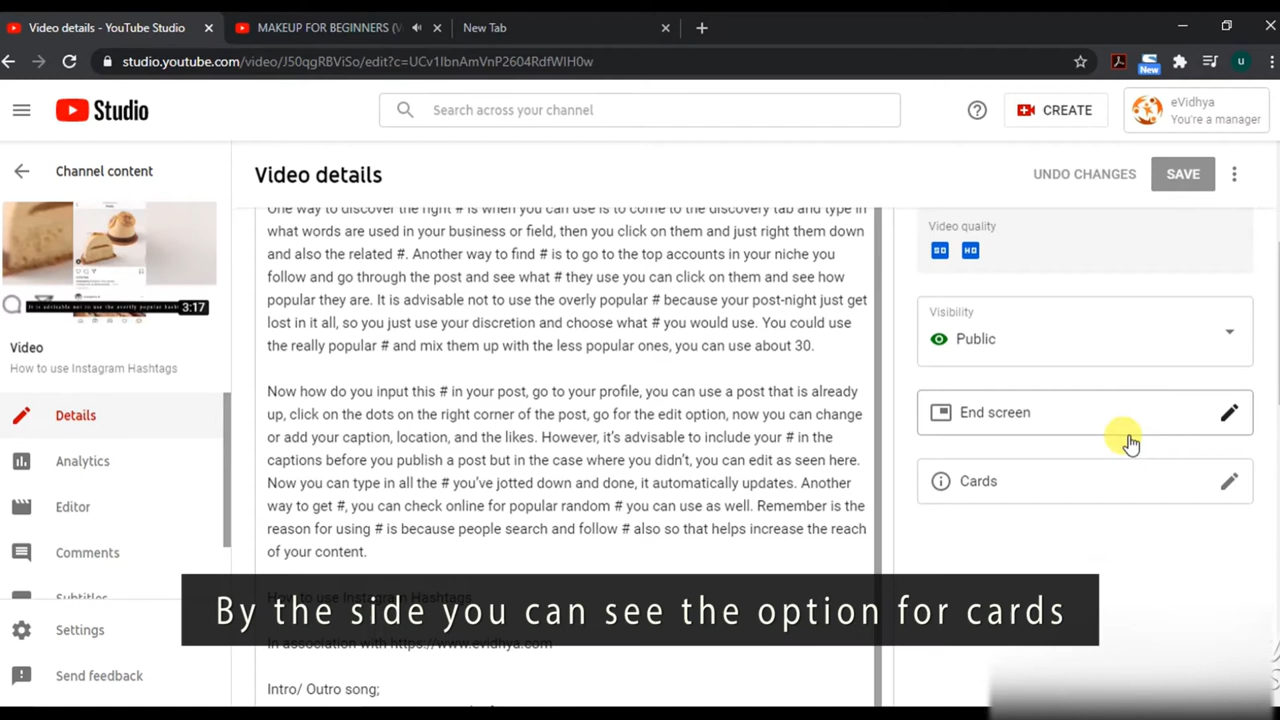 Video details - YouTube Studio
MAKEUP FOR BEGINNERS (V
New Tab
studio.youtube.com/video/J50qgRBViSo/edit?c=UCv1IbnAmVnP2604RdfWIH0w
New
u
Studio
Search across your channel
CREATE
eVidhya
You're a manager
Channel content
Video details
UNDO CHANGES
SAVE
3:17
Video
How to use Instagram Hashtags
Details
Analytics
Editor
Comments
Subtitles
Settings
Send feedback
One way to discover the right # is when you can use is to come to the discovery tab and type in
what words are used in your business or field, then you click on them and just right them down
and also the related #. Another way to find # is to go to the top accounts in your niche you
follow and go through the post and see what # they use you can click on them and see how
popular they are. It is advisable not to use the overly popular # because your post-night just get
lost in it all, so you just use your discretion and choose what # you would use. You could use
the really popular # and mix them up with the less popular ones, you can use about 30.
Now how do you input this # in your post, go to your profile, you can use a post that is already
up, click on the dots on the right corner of the post, go for the edit option, now you can change
or add your caption, location, and the likes. However, it's advisable to include your # in the
captions before you publish a post but in the case where you didn't, you can edit as seen here.
Now you can type in all the # you've jotted down and done, it automatically updates. Another
way to get #, you can check online for popular random # you can use as well. Remember is the
reason for using # is because people search and follow # also so that helps increase the reach
of your content.
How to use Instagram Hashtags
In association with https://www.evidhya.com
Intro/ Outro song;
Video quality
SD HD
Visibility
Public
End screen
Cards
By the side you can see the option for cards